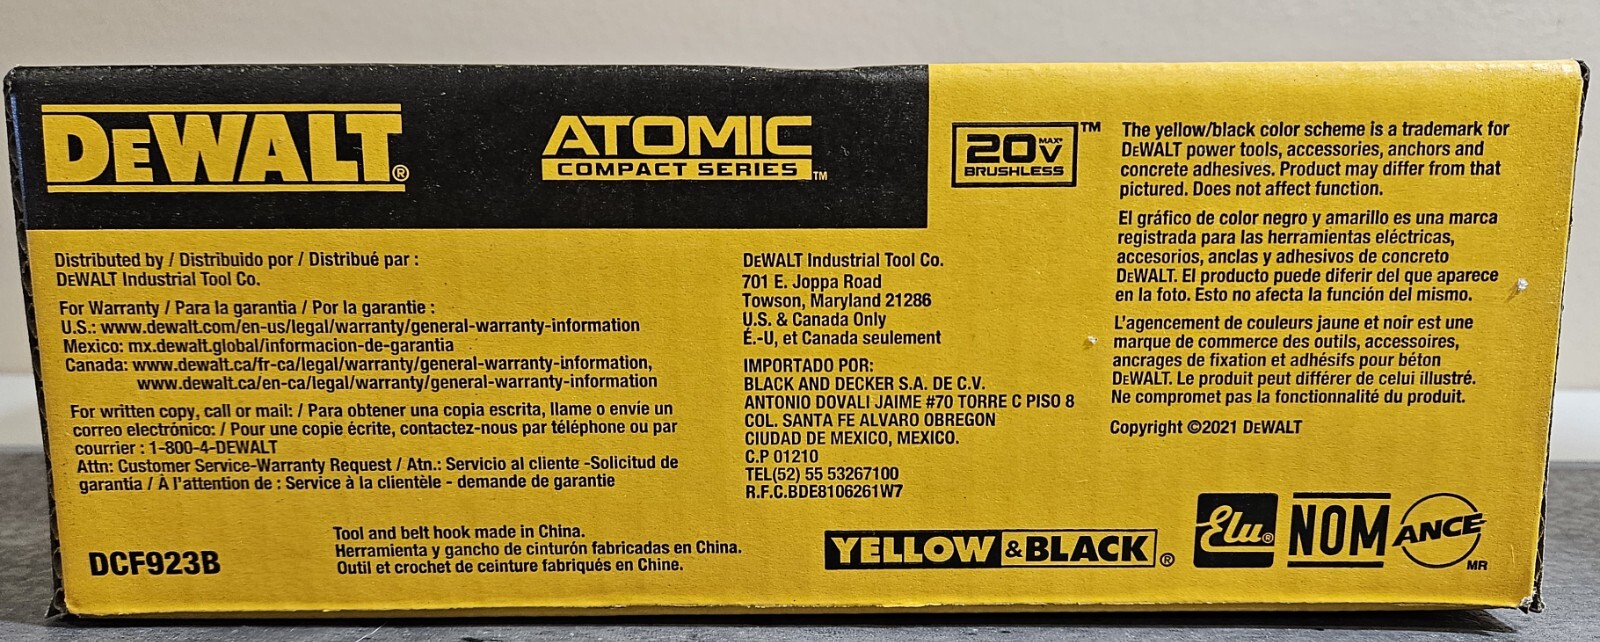 DEWALT®
ATOMIC
COMPACT SERIES™
20V MAX*
BRUSHLESS
™
Distributed by / Distribuido por / Distribué par :
DEWALT Industrial Tool Co.
For Warranty / Para la garantia / Por la garantie :
U.S.: www.dewalt.com/en-us/legal/warranty/general-warranty-information
Mexico: mx.dewalt.global/informacion-de-garantia
Canada: www.dewalt.ca/fr-ca/legal/warranty/general-warranty-information,
www.dewalt.ca/en-ca/legal/warranty/general-warranty-information
For written copy, call or mail: / Para obtener una copia escrita, llame o envíe un
correo electrónico: / Pour une copie écrite, contactez-nous par téléphone ou par
courrier : 1-800-4-DEWALT
Attn: Customer Service-Warranty Request / Atn.: Servicio al cliente -Solicitud de
garantía / À l'attention de : Service à la clientèle - demande de garantie
DCF923B
Tool and belt hook made in China.
Herramienta y gancho de cinturón fabricadas en China.
Outil et crochet de ceinture fabriqués en Chine.
DEWALT Industrial Tool Co.
701 E. Joppa Road
Towson, Maryland 21286
U.S. & Canada Only
É.-U, et Canada seulement
IMPORTADO POR:
BLACK AND DECKER S.A. DE C.V.
ANTONIO DOVALI JAIME #70 TORRE C PISO 8
COL. SANTA FE ALVARO OBREGON
CIUDAD DE MEXICO, MEXICO.
C.P 01210
TEL(52) 55 53267100
R.F.C.BDE8106261W7
The yellow/black color scheme is a trademark for
DEWALT power tools, accessories, anchors and
concrete adhesives. Product may differ from that
pictured. Does not affect function.
El gráfico de color negro y amarillo es una marca
registrada para las herramientas eléctricas,
accesorios, anclas y adhesivos de concreto
DEWALT. El producto puede diferir del que aparece
en la foto. Esto no afecta la función del mismo.
L'agencement de couleurs jaune et noir est une
marque de commerce des outils, accessoires,
ancrages de fixation et adhésifs pour béton
DEWALT. Le produit peut différer de celui illustré.
Ne compromet pas la fonctionnalité du produit.
Copyright ©2021 DEWALT
YELLOW & BLACK®
Elu®
NOM
ANCE
MR